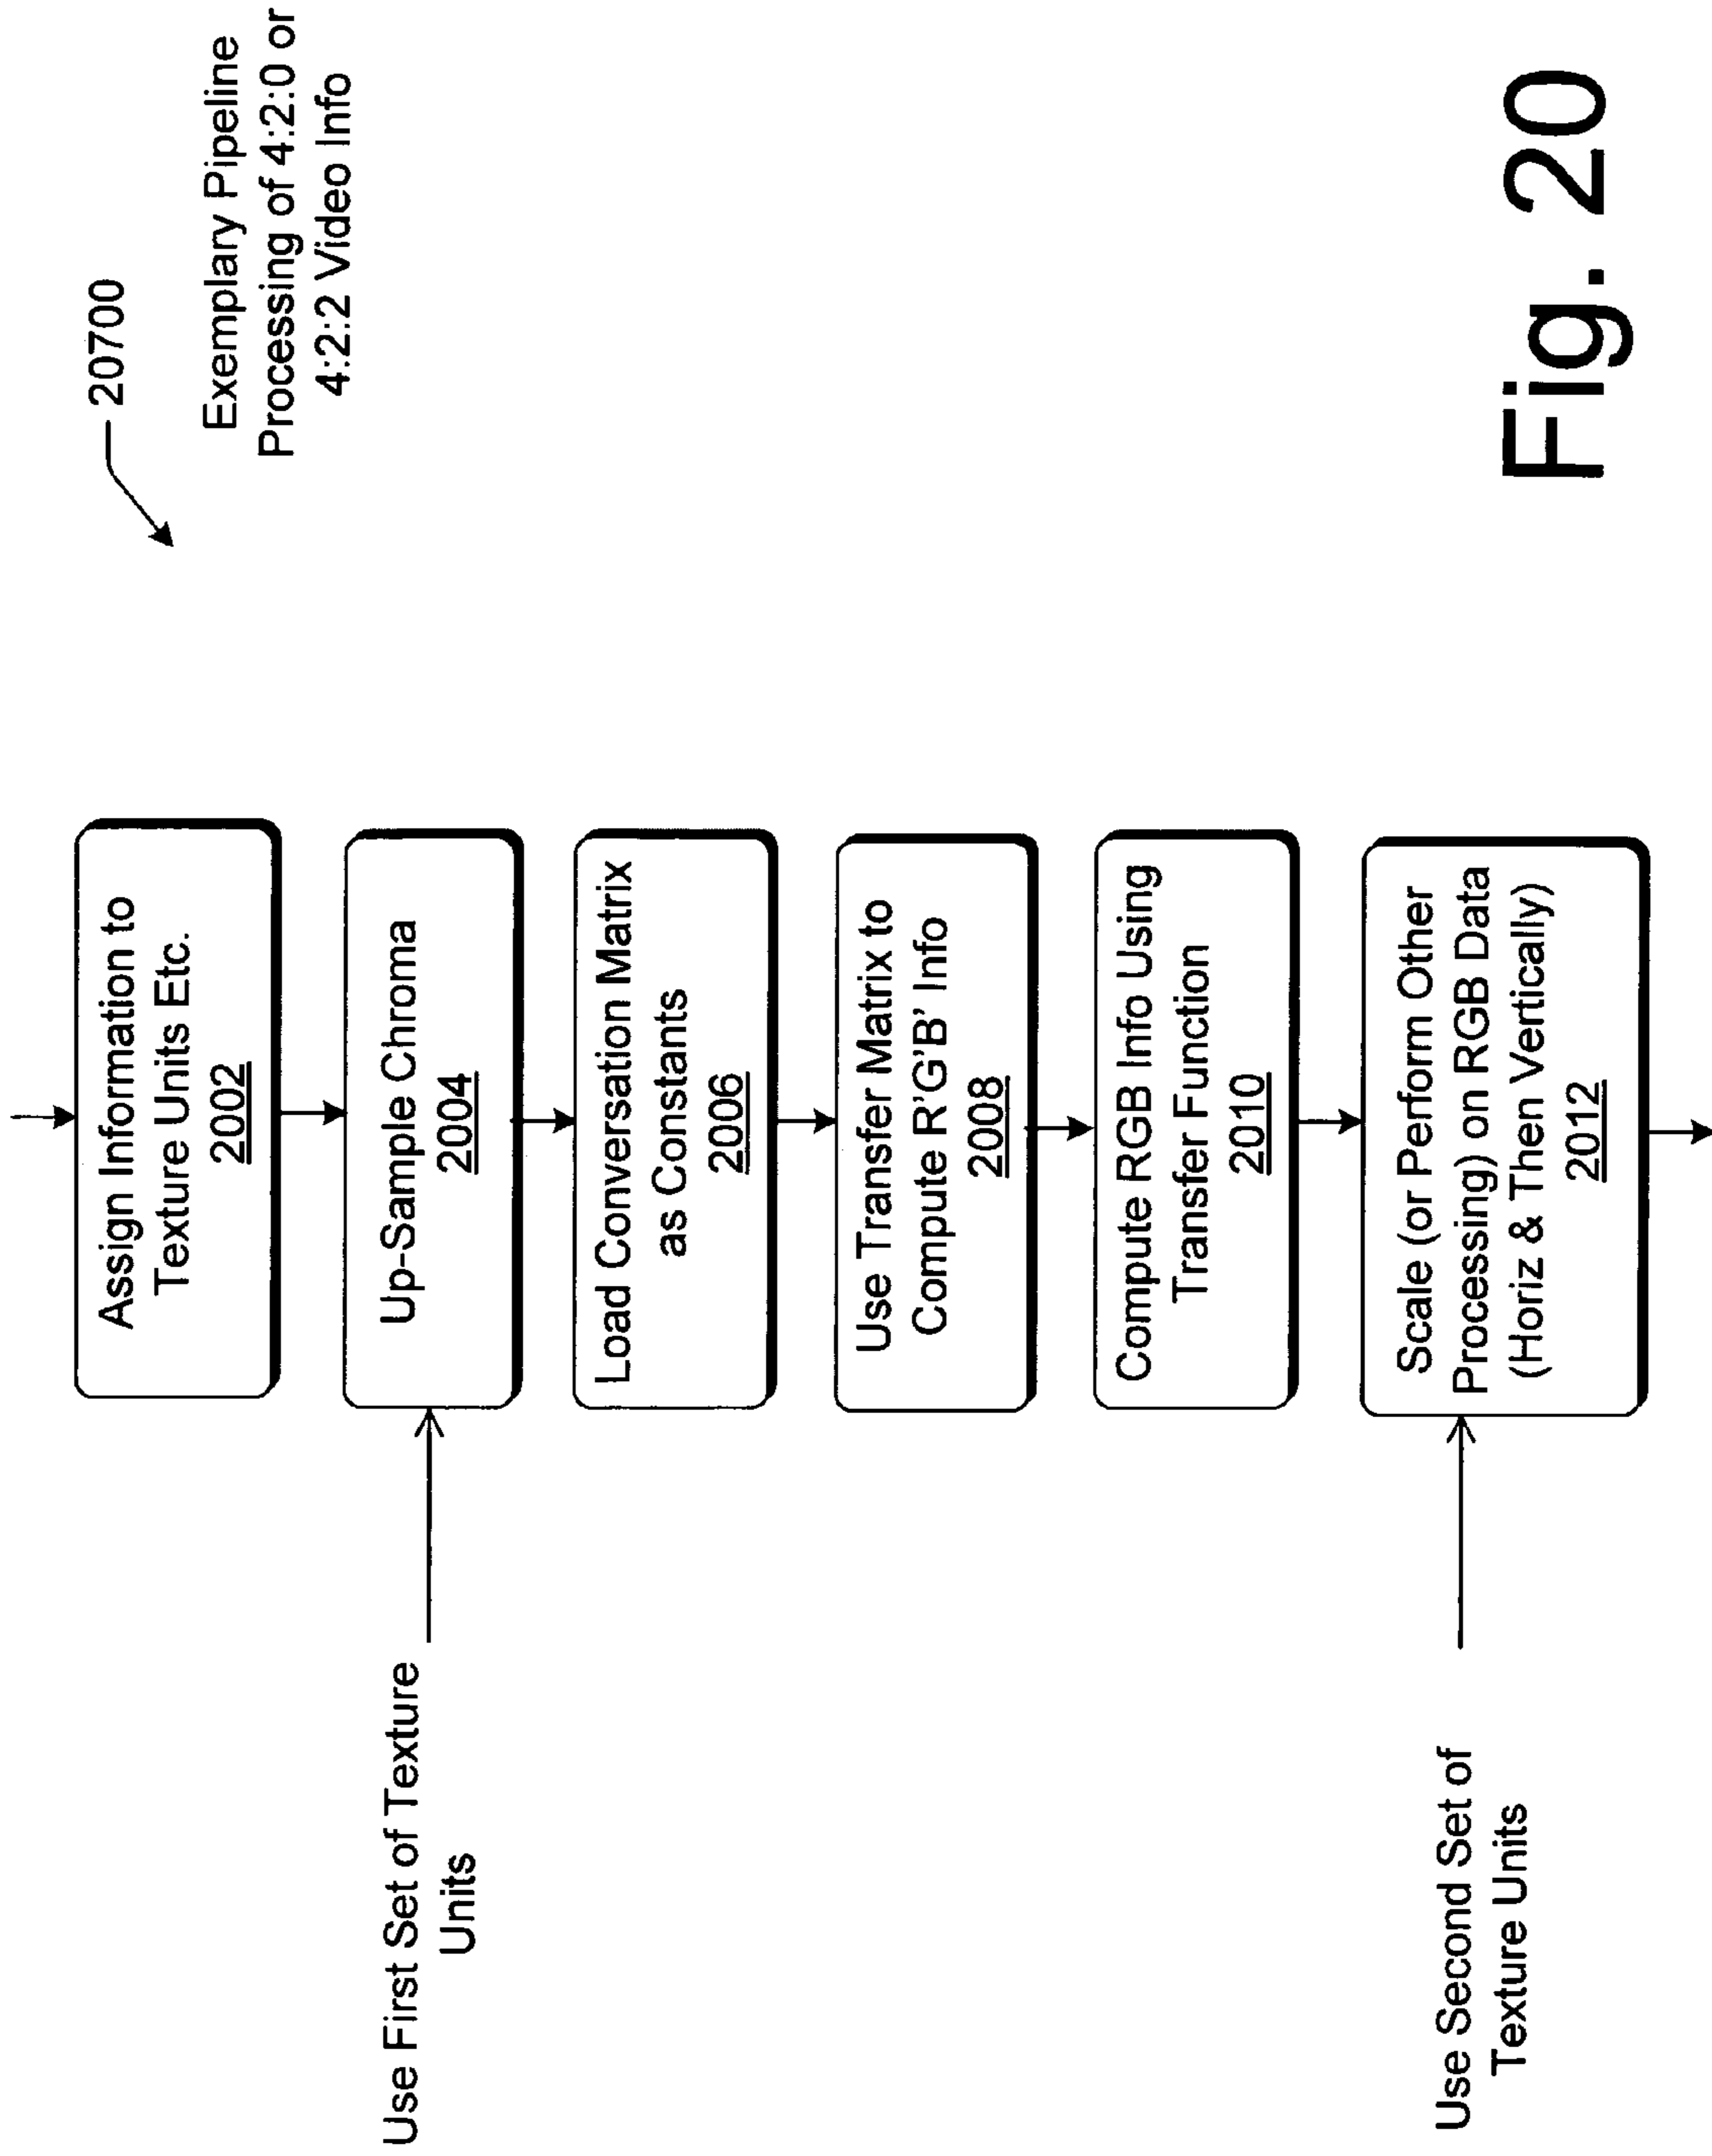 20700
Exemplary Pipeline
Processing of 4:2:0 or
4:2:2 Video Info
Assign Information to
Texture Units Etc.
2002
Use First Set of Texture
Units
Up-Sample Chroma
2004
Load Conversation Matrix
as Constants
2006
Use Transfer Matrix to
Compute R'G'B' Info
2008
Compute RGB Info Using
Transfer Function
2010
Use Second Set of
Texture Units
Scale (or Perform Other
Processing) on RGB Data
(Horiz & Then Vertically)
2012
Fig. 20